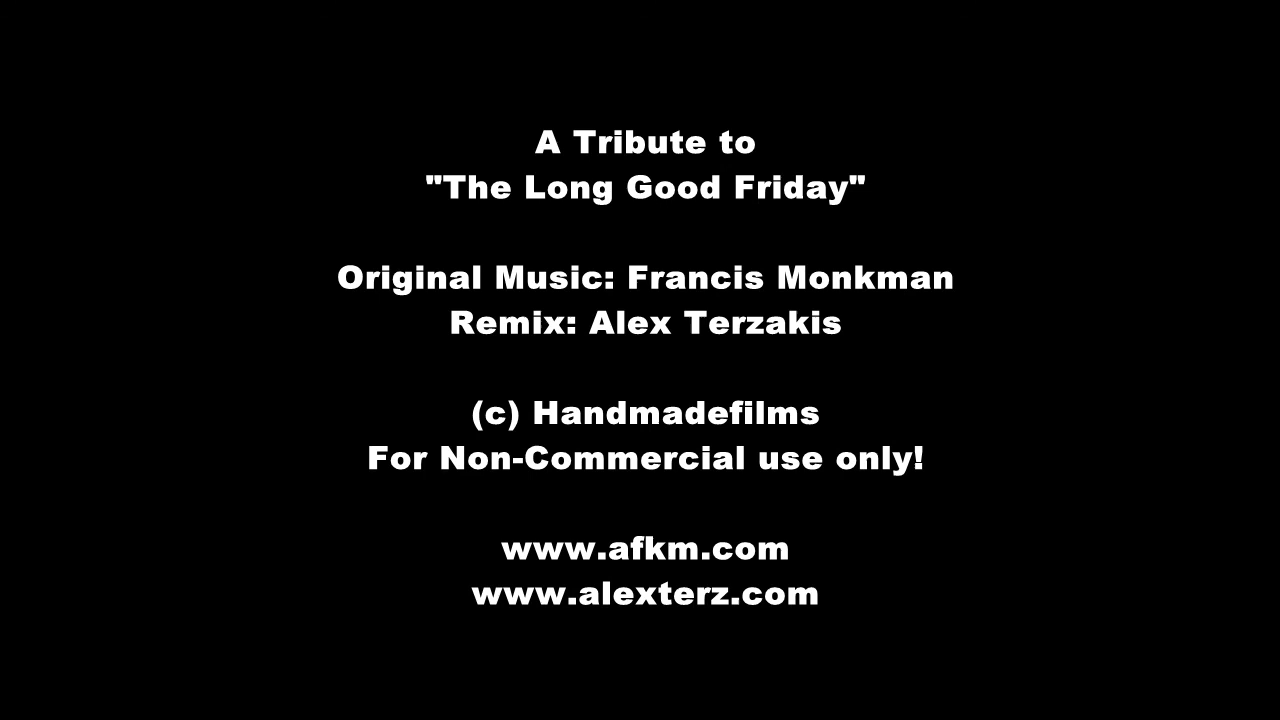 A Tribute to
"The Long Good Friday"
Original Music: Francis Monkman
Remix: Alex Terzakis
(c) Handmadefilms
For Non-Commercial use only!
www.afkm.com
www.alexterz.com